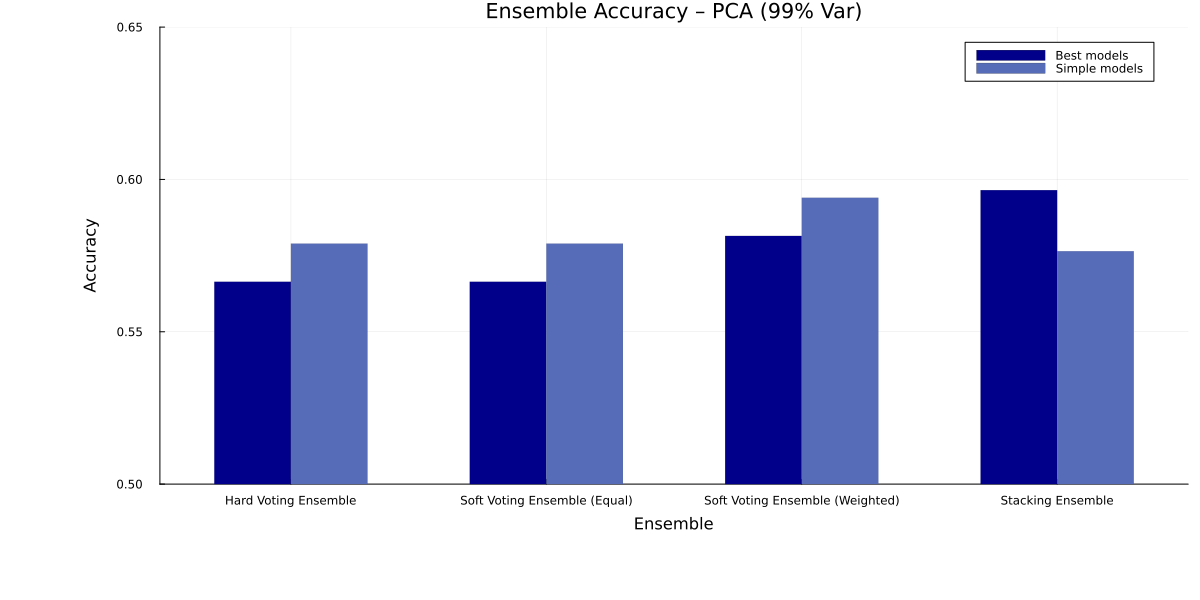 Ensemble Accuracy – PCA (99% Var)
0.65
Best models
Simple models
0.60
Accuracy
0.55
0.50
Hard Voting Ensemble
Soft Voting Ensemble (Equal)
Soft Voting Ensemble (Weighted)
Stacking Ensemble
Ensemble